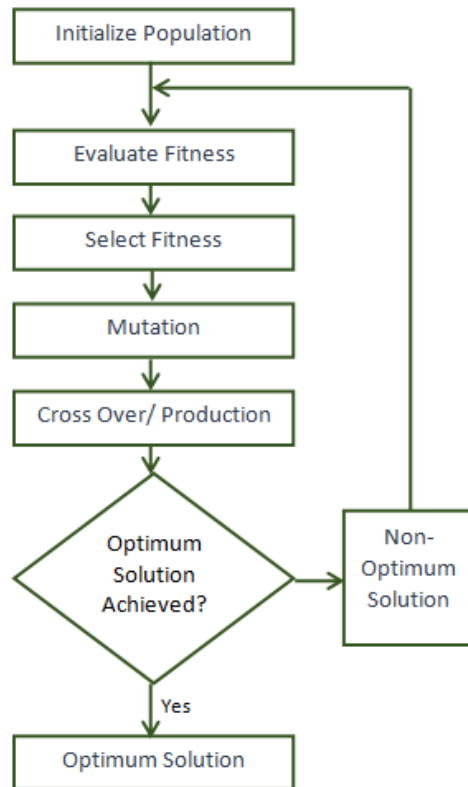 Initialize Population
Evaluate Fitness
Select Fitness
Mutation
Cross Over/ Production
Optimum
Solution
Achieved?
Non-
Optimum
Solution
Yes
Optimum Solution